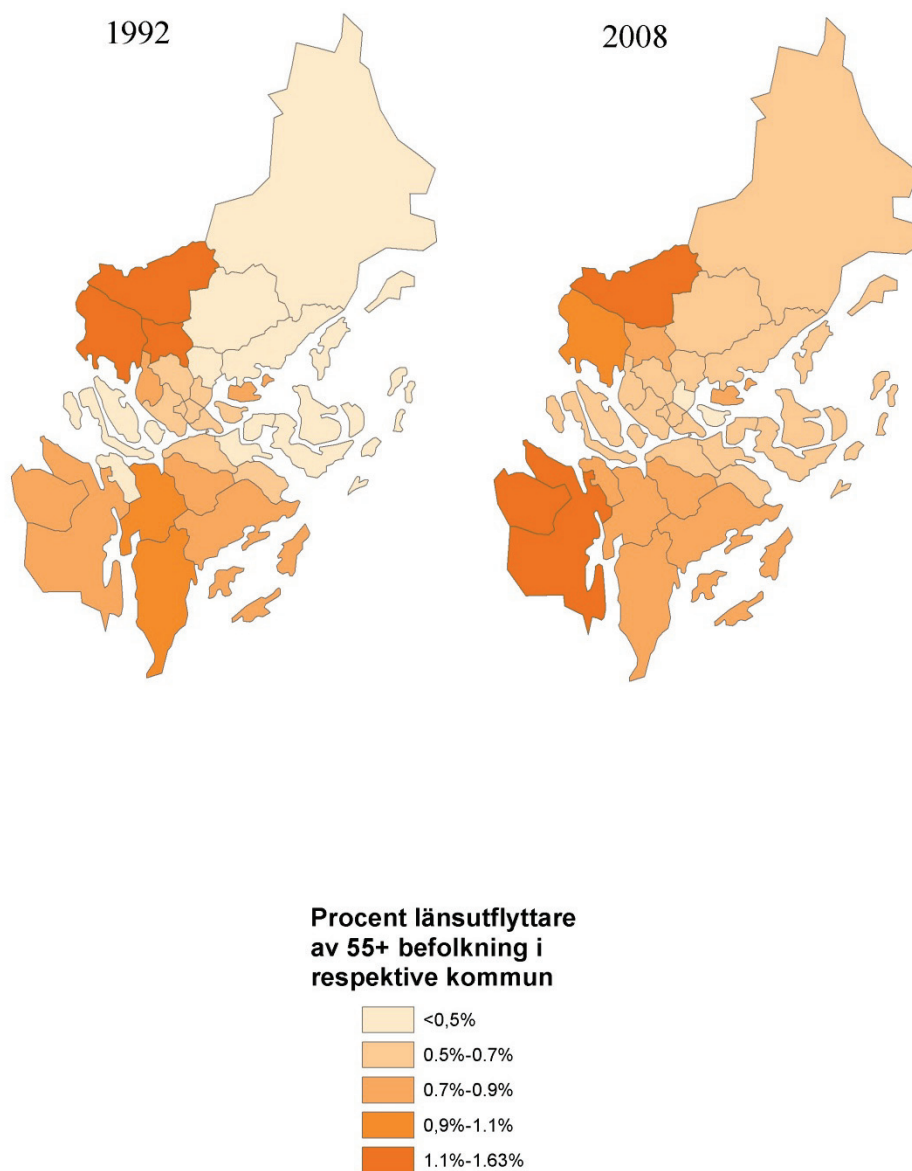 1992
2008
Procent länsutflyttare
av 55+ befolkning i
respektive kommun
<0,5%
0.5%-0.7%
0.7%-0.9%
0,9%-1.1%
1.1%-1.63%